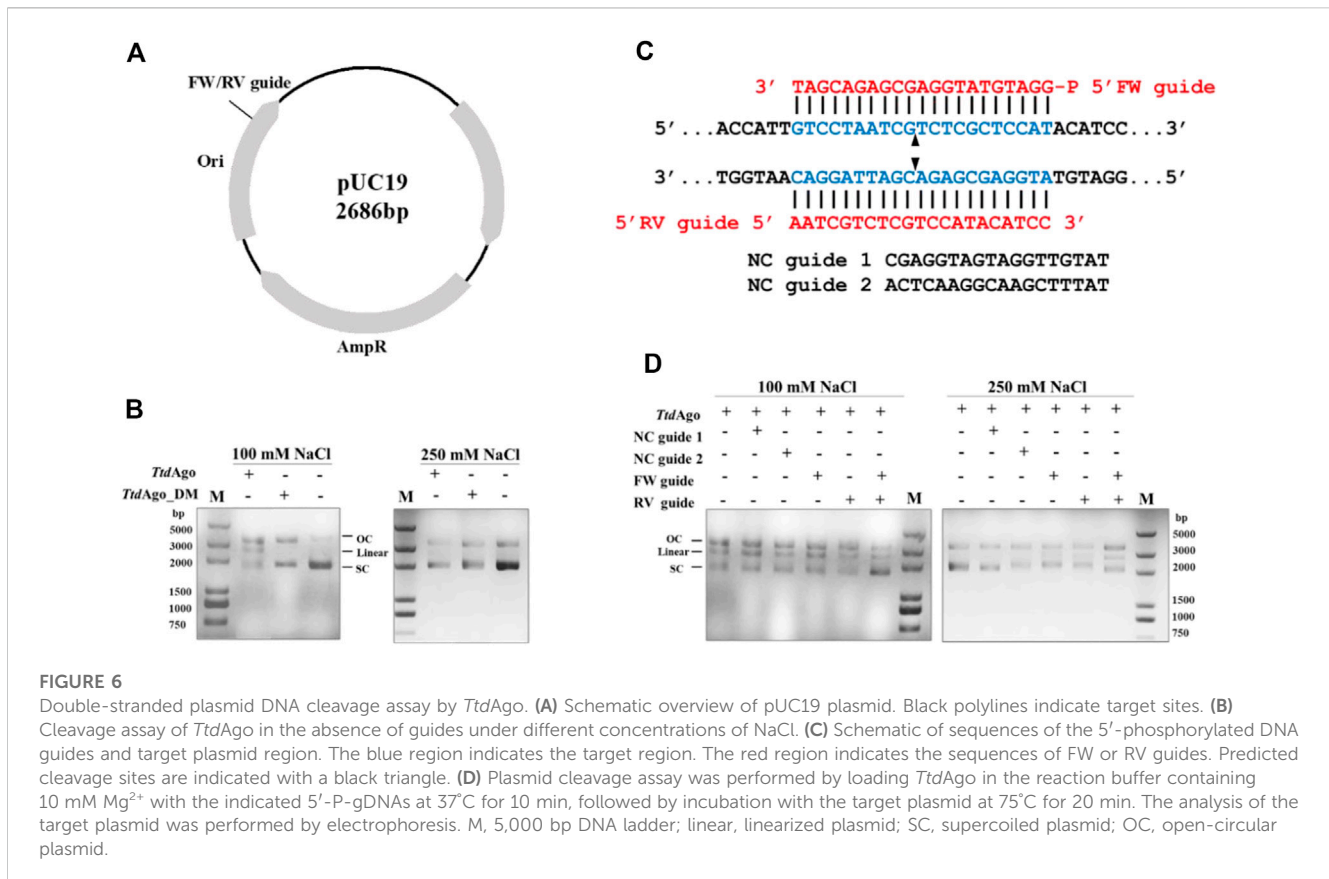 A
FW/RV guide
Ori
pUC19
2686bp
AmpR
C
3′ TAGCAGAGCGAGGTATGTAGG-P 5′FW guide
5′...ACCATTGTCCTAATCGTCTCGCTCCATACATCC...3′
3′...TGGTAACAGGATTAGCAGAGCGAGGTATGTAGG...5′
5′RV guide 5′ AATCGTCTCGTCCATACATCC 3′
NC guide 1 CGAGGTAGTAGGTTGTAT
NC guide 2 ACTCAAGGCAAGCTTTAT
B
100 mM NaCl 250 mM NaCl
TtdAgo + - - + - -
TtdAgo_DM M - + - M - + -
bp
5000
3000
2000
1500
1000
750
OC
Linear
SC
D
100 mM NaCl 250 mM NaCl
TtdAgo + + + + + + + + + + + +
NC guide 1 - + - - - - - + - - - -
NC guide 2 - - + - - - - - + - - -
FW guide - - - + - + - - - + - +
RV guide - - - - + + M - - - - + + M
OC
Linear
SC
bp
5000
3000
2000
1500
1000
750
FIGURE 6
Double-stranded plasmid DNA cleavage assay by TtdAgo. (A) Schematic overview of pUC19 plasmid. Black polylines indicate target sites. (B)
Cleavage assay of TtdAgo in the absence of guides under different concentrations of NaCl. (C) Schematic of sequences of the 5′-phosphorylated DNA
guides and target plasmid region. The blue region indicates the target region. The red region indicates the sequences of FW or RV guides. Predicted
cleavage sites are indicated with a black triangle. (D) Plasmid cleavage assay was performed by loading TtdAgo in the reaction buffer containing
10 mM Mg²⁺ with the indicated 5′-P-gDNAs at 37°C for 10 min, followed by incubation with the target plasmid at 75°C for 20 min. The analysis of the
target plasmid was performed by electrophoresis. M, 5,000 bp DNA ladder; linear, linearized plasmid; SC, supercoiled plasmid; OC, open-circular
plasmid.